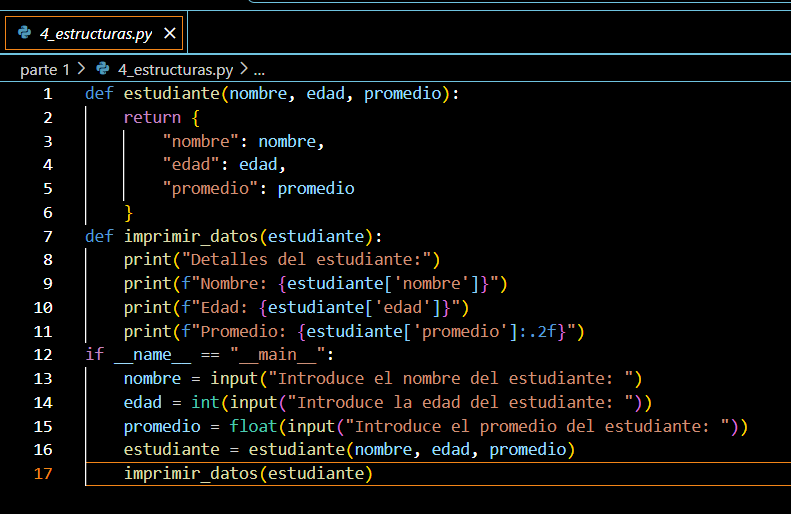 4_estructuras.py ✕
parte 1 > 4_estructuras.py > ...
1 def estudiante(nombre, edad, promedio):
2     return {
3         "nombre": nombre,
4         "edad": edad,
5         "promedio": promedio
6     }
7 def imprimir_datos(estudiante):
8     print("Detalles del estudiante:")
9     print(f"Nombre: {estudiante['nombre']}")
10     print(f"Edad: {estudiante['edad']}")
11     print(f"Promedio: {estudiante['promedio']:.2f}")
12 if __name__ == "__main__":
13     nombre = input("Introduce el nombre del estudiante: ")
14     edad = int(input("Introduce la edad del estudiante: "))
15     promedio = float(input("Introduce el promedio del estudiante: "))
16     estudiante = estudiante(nombre, edad, promedio)
17     imprimir_datos(estudiante)